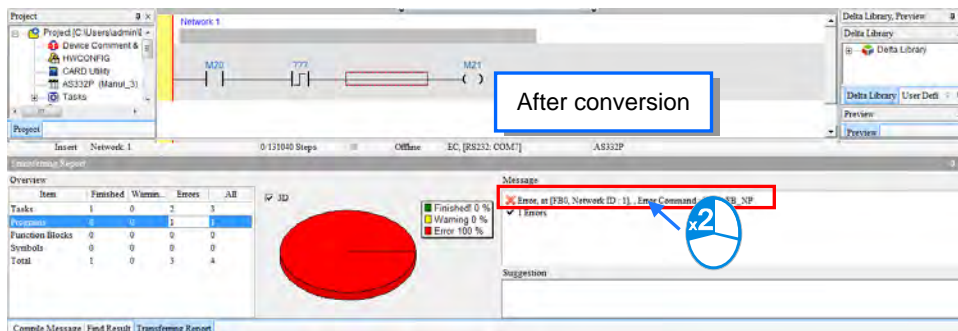 Project
Network 1
Delta Library, Preview
Project [C:\Users\admin\I
Device Comment &
HWCONFIG
CARD Utility
AS332P (Manul_3)
Tasks
Project
M20 ??? M21
After conversion
Delta Library
Delta Library
Delta Library User Defi
Preview
Preview
Insert Network: 1 0/131040 Steps Offline EC, [RS232: COM7] AS332P
Transferring Report
Overview
Item Finished Warnin... Errors All
Tasks 1 0 2 3
Programs 0 0 1 1
Function Blocks 0 0 0 0
Symbols 0 0 0 0
Total 1 0 3 4
3D
Finished! 0 %
Warning 0 %
Error 100 %
Message
Error, at [FB0, Network ID : 1], , Error Command
SB_NP
1 Errors
x2
Suggestion
Compile Message Find Result Transferring Report